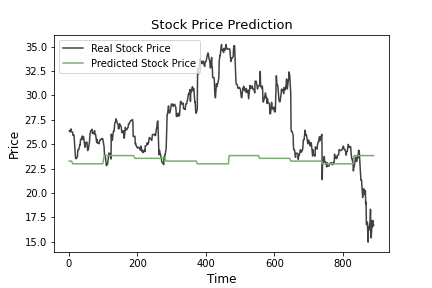 Stock Price Prediction
Real Stock Price
Predicted Stock Price
35.0
32.5
30.0
27.5
25.0
22.5
20.0
17.5
15.0
Price
0 200 400 600 800
Time